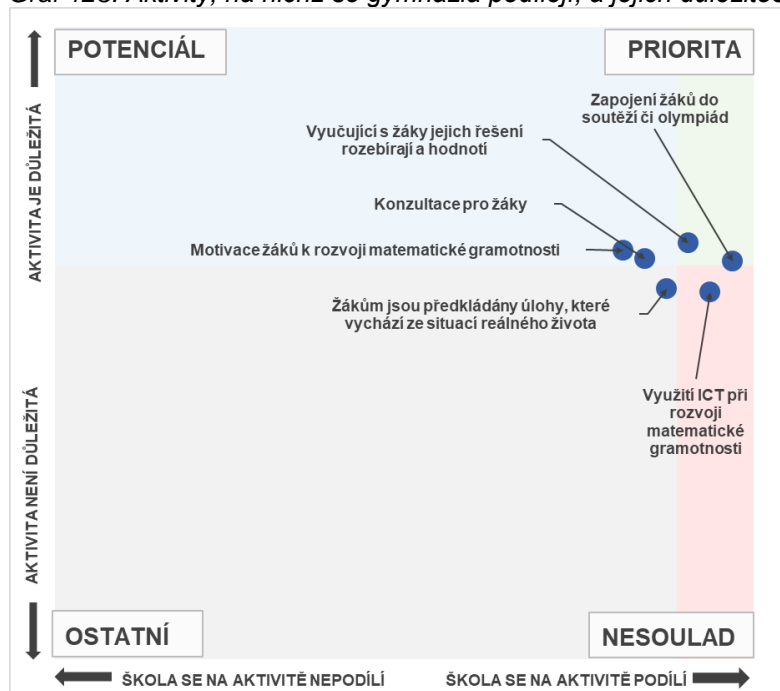 Graf 128: Aktivity, na nichž se gymnázia podílejí, a jejich důležitost
POTENCIÁL
PRIORITA
Zapojení žáků do
soutěží či olympiád
Vyučující s žáky jejich řešení
rozebírají a hodnotí
Konzultace pro žáky
Motivace žáků k rozvoji matematické gramotnosti
Žákům jsou předkládány úlohy, které
vychází ze situací reálného života
Využití ICT při
rozvoji
matematické
gramotnosti
AKTIVITA JE DŮLEŽITÁ
AKTIVITA NENÍ DŮLEŽITÁ
OSTATNÍ
NESOULAD
ŠKOLA SE NA AKTIVITĚ NEPODÍLÍ
ŠKOLA SE NA AKTIVITĚ PODÍLÍ